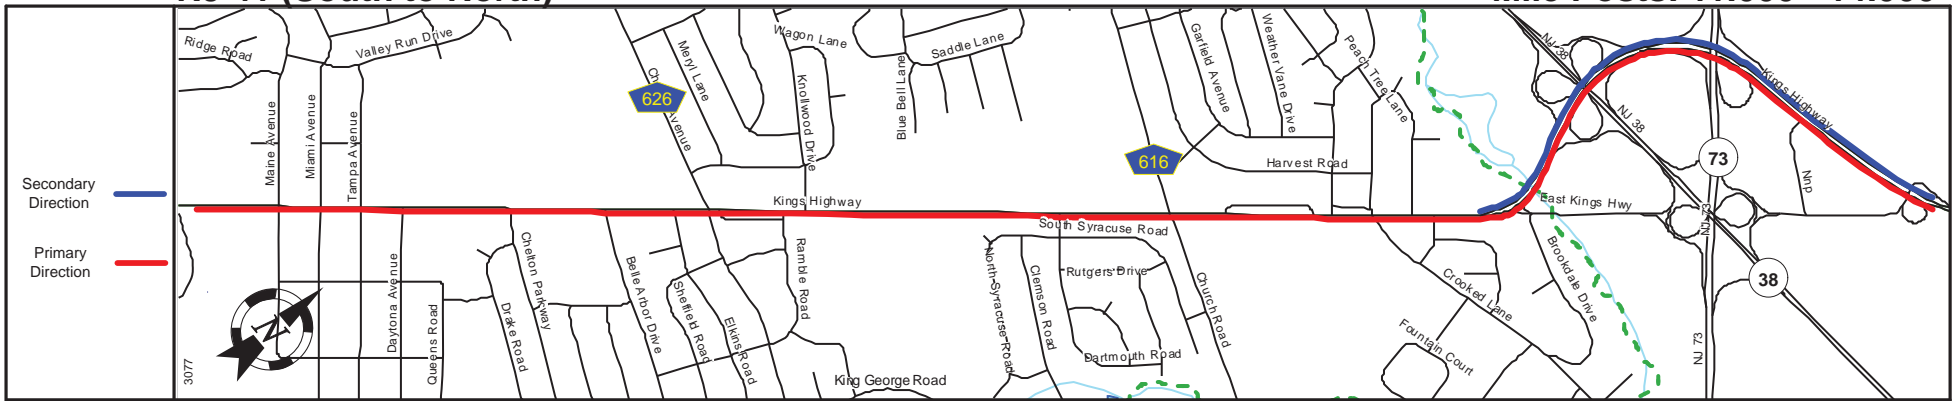 Secondary
Direction
Primary
Direction
Ridge Road
Valley Run Drive
Maine Avenue
Miami Avenue
Tampa Avenue
Meryl Lane
Wagon Lane
Knollwood Drive
Blue Bell Lane
Saddle Lane
626
Avenue
Garfield Avenue
Weather Vane Drive
Peach Tree Lane
616
Harvest Road
NJ 38
NJ 38
Kings Highway
73
Nnp
Kings Highway
South Syracuse Road
East Kings Hwy
NJ 73
38
NJ 73
3077
N
Daytona Avenue
Queens Road
Chelton Parkway
Drake Road
Belle Arbor Drive
Sheffield Road
Elkins Road
Ramble Road
King George Road
North Syracuse Road
Clemson Road
Rutgers Drive
Dartmouth Road
Church Road
Crooked Lane
Fountain Court
Brookdale Drive